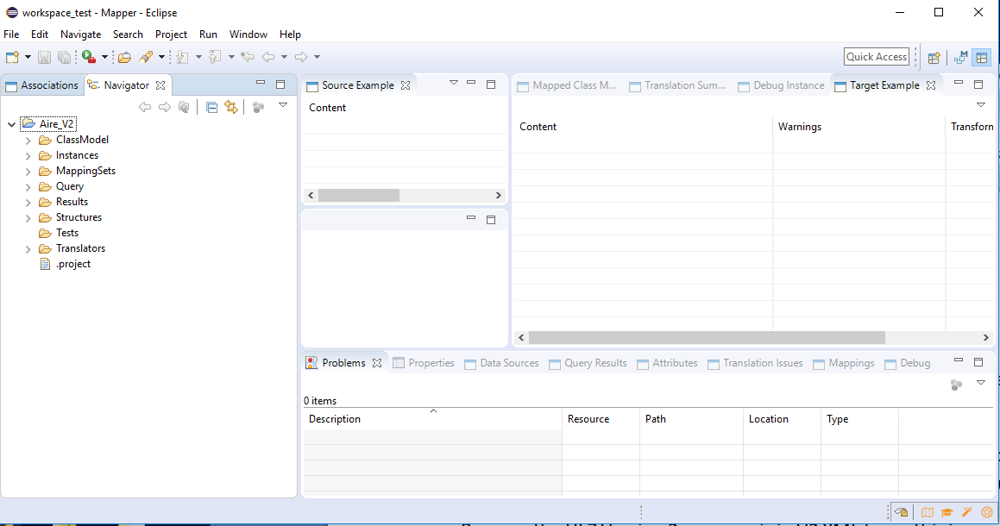 workspace_test - Mapper - Eclipse
File Edit Navigate Search Project Run Window Help
Quick Access
Associations Navigator
Aire_V2
ClassModel
Instances
MappingSets
Query
Results
Structures
Tests
Translators
.project
Source Example
Content
Mapped Class M... Translation Sum... Debug Instance Target Example
Content Warnings Transforn
Problems Properties Data Sources Query Results Attributes Translation Issues Mappings Debug
0 items
Description Resource Path Location Type